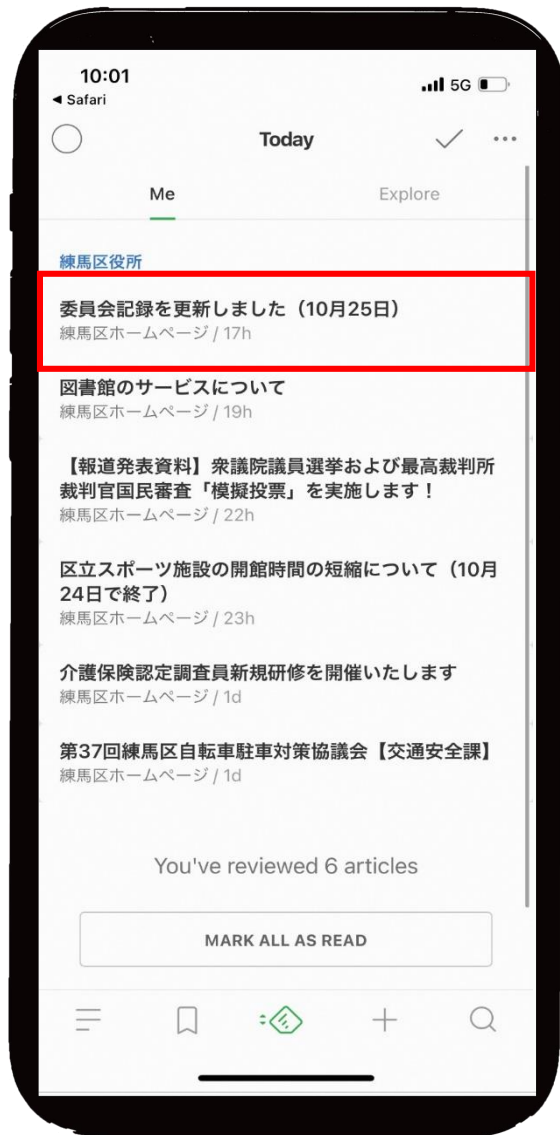 10:01
5G
◀ Safari
Today
Me
Explore
練馬区役所
委員会記録を更新しました（10月25日）
練馬区ホームページ / 17h
図書館のサービスについて
練馬区ホームページ / 19h
【報道発表資料】衆議院議員選挙および最高裁判所
裁判官国民審査「模擬投票」を実施します！
練馬区ホームページ / 22h
区立スポーツ施設の開館時間の短縮について（10月
24日で終了）
練馬区ホームページ / 23h
介護保険認定調査員新規研修を開催いたします
練馬区ホームページ / 1d
第37回練馬区自転車駐車対策協議会【交通安全課】
練馬区ホームページ / 1d
You've reviewed 6 articles
MARK ALL AS READ